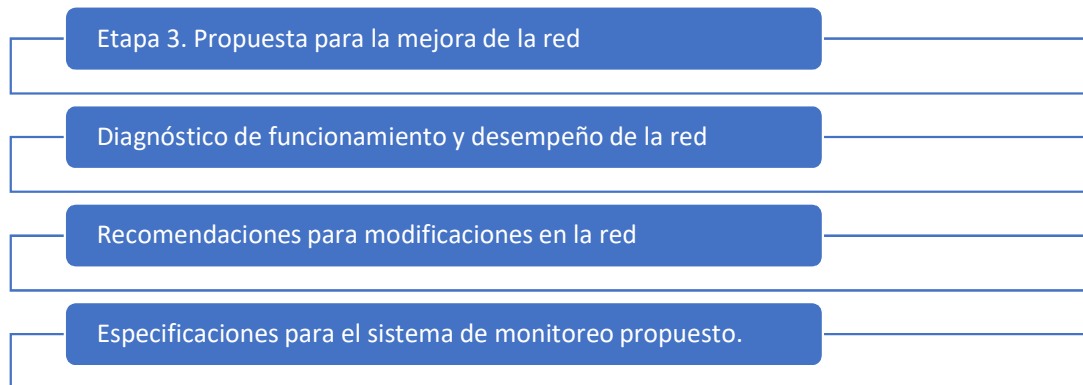 Etapa 3. Propuesta para la mejora de la red
Diagnóstico de funcionamiento y desempeño de la red
Recomendaciones para modificaciones en la red
Especificaciones para el sistema de monitoreo propuesto.